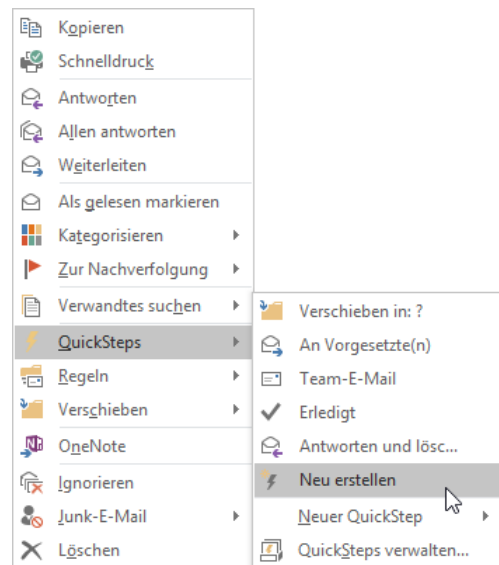 Kopieren
Schnelldruck
Antworten
Allen antworten
Weiterleiten
Als gelesen markieren
Kategorisieren
Zur Nachverfolgung
Verwandtes suchen
QuickSteps
Regeln
Verschieben
OneNote
Ignorieren
Junk-E-Mail
Löschen
Verschieben in: ?
An Vorgesetzte(n)
Team-E-Mail
Erledigt
Antworten und lösc...
Neu erstellen
Neuer QuickStep
QuickSteps verwalten...